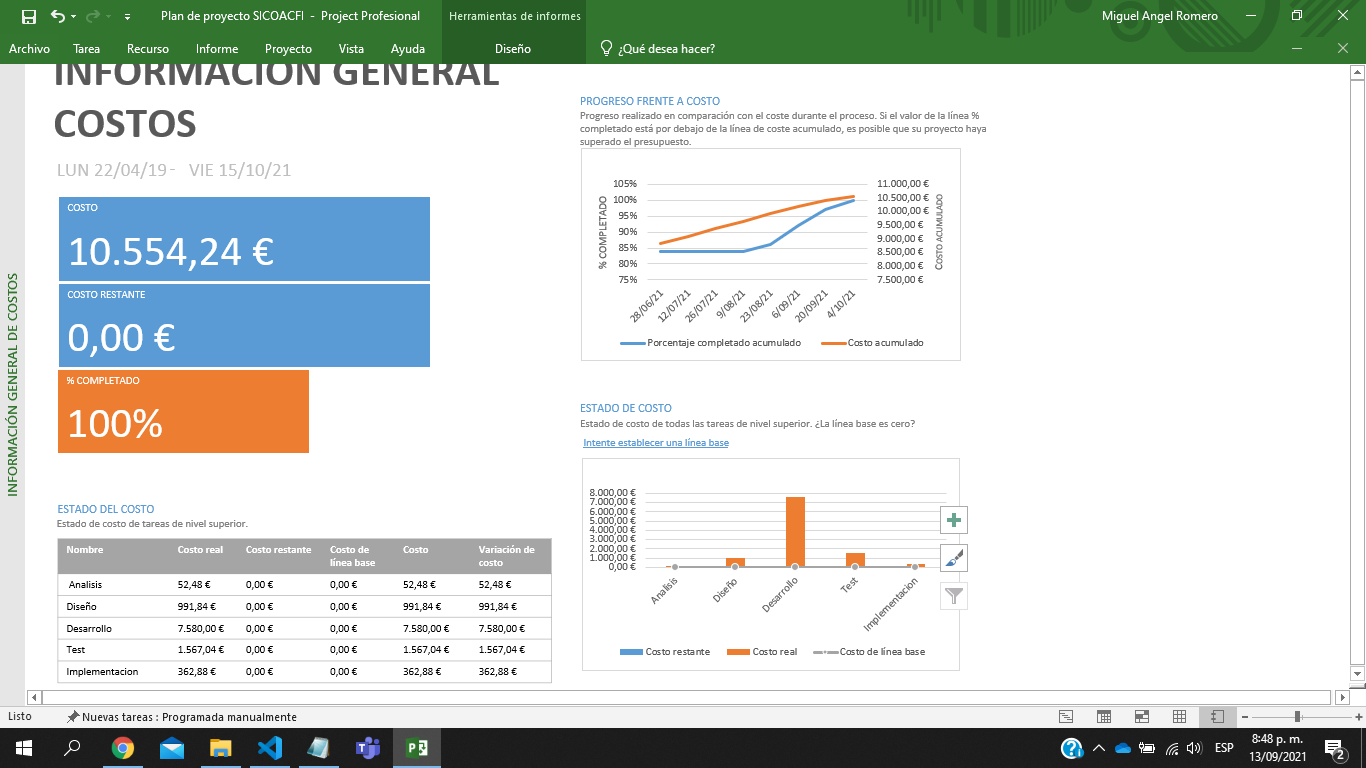 Plan de proyecto SICOACFI - Project Profesional
Herramientas de informes
Miguel Angel Romero
Archivo Tarea Recurso Informe Proyecto Vista Ayuda Diseño ¿Qué desea hacer?
INFORMACIÓN GENERAL DE COSTOS
INFORMACIÓN GENERAL
COSTOS
LUN 22/04/19 - VIE 15/10/21
COSTO
10.554,24 €
COSTO RESTANTE
0,00 €
% COMPLETADO
100%
ESTADO DEL COSTO
Estado de costo de tareas de nivel superior.
Nombre Costo real Costo restante Costo de línea base Costo Variación de costo
Analisis 52,48 € 0,00 € 0,00 € 52,48 € 52,48 €
Diseño 991,84 € 0,00 € 0,00 € 991,84 € 991,84 €
Desarrollo 7.580,00 € 0,00 € 0,00 € 7.580,00 € 7.580,00 €
Test 1.567,04 € 0,00 € 0,00 € 1.567,04 € 1.567,04 €
Implementacion 362,88 € 0,00 € 0,00 € 362,88 € 362,88 €
PROGRESO FRENTE A COSTO
Progreso realizado en comparación con el coste durante el proceso. Si el valor de la línea %
completado está por debajo de la línea de coste acumulado, es posible que su proyecto haya
superado el presupuesto.
% COMPLETADO
105%
100%
95%
90%
85%
80%
75%
11.000,00 €
10.500,00 €
10.000,00 €
9.500,00 €
9.000,00 €
8.500,00 €
8.000,00 €
7.500,00 €
COSTO ACUMULADO
28/06/21 12/07/21 26/07/21 9/08/21 23/08/21 6/09/21 20/09/21 4/10/21
Porcentaje completado acumulado Costo acumulado
ESTADO DE COSTO
Estado de costo de todas las tareas de nivel superior. ¿La línea base es cero?
Intente establecer una línea base
8.000,00 €
7.000,00 €
6.000,00 €
5.000,00 €
4.000,00 €
3.000,00 €
2.000,00 €
1.000,00 €
0,00 €
Analisis Diseño Desarrollo Test Implementacion
Costo restante Costo real Costo de línea base
Listo Nuevas tareas : Programada manualmente
ESP
8:48 p. m.
13/09/2021
2